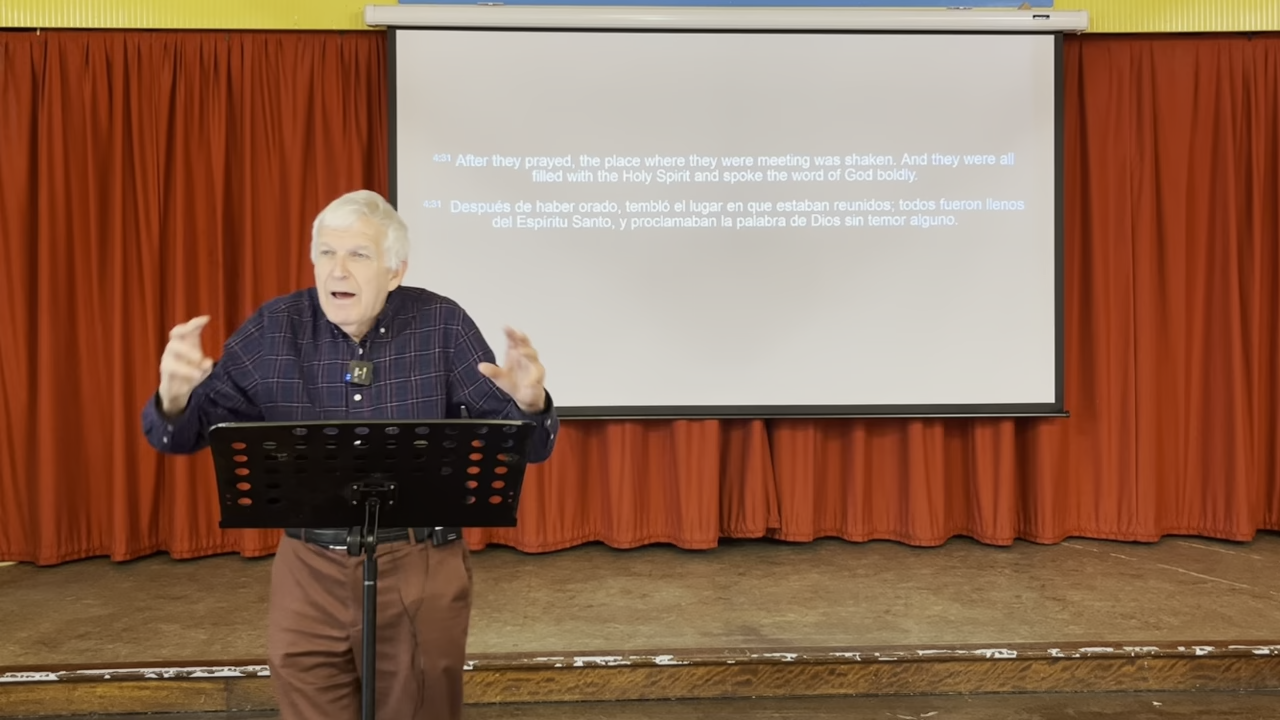 4:31 After they prayed, the place where they were meeting was shaken. And they were all
filled with the Holy Spirit and spoke the word of God boldly.
4:31 Después de haber orado, tembló el lugar en que estaban reunidos; todos fueron llenos
del Espíritu Santo, y proclamaban la palabra de Dios sin temor alguno.